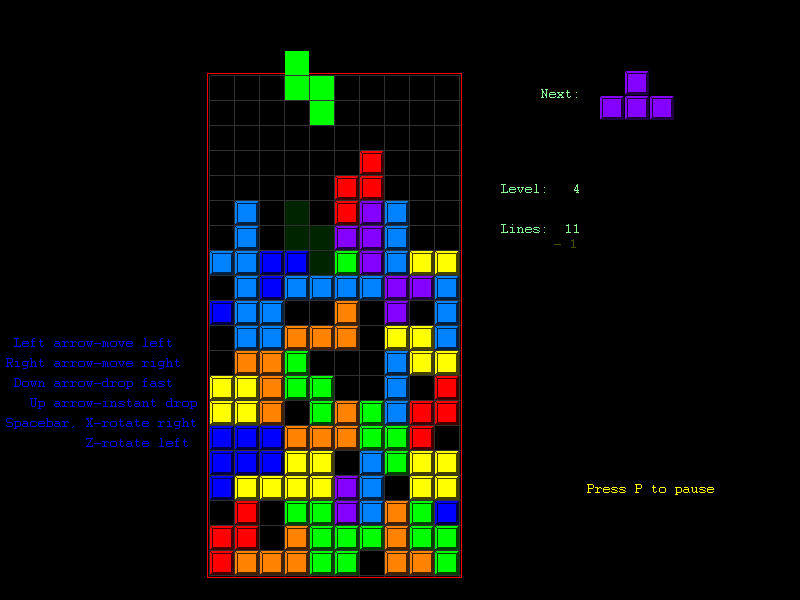 Next:
Level: 4
Lines: 11
- 1
Left arrow-move left
Right arrow-move right
Down arrow-drop fast
Up arrow-instant drop
Spacebar, X-rotate right
Z-rotate left
Press P to pause